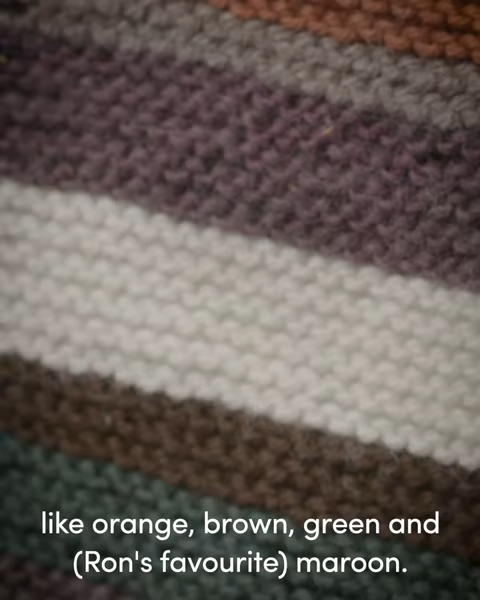 like orange, brown, green and
(Ron's favourite) maroon.